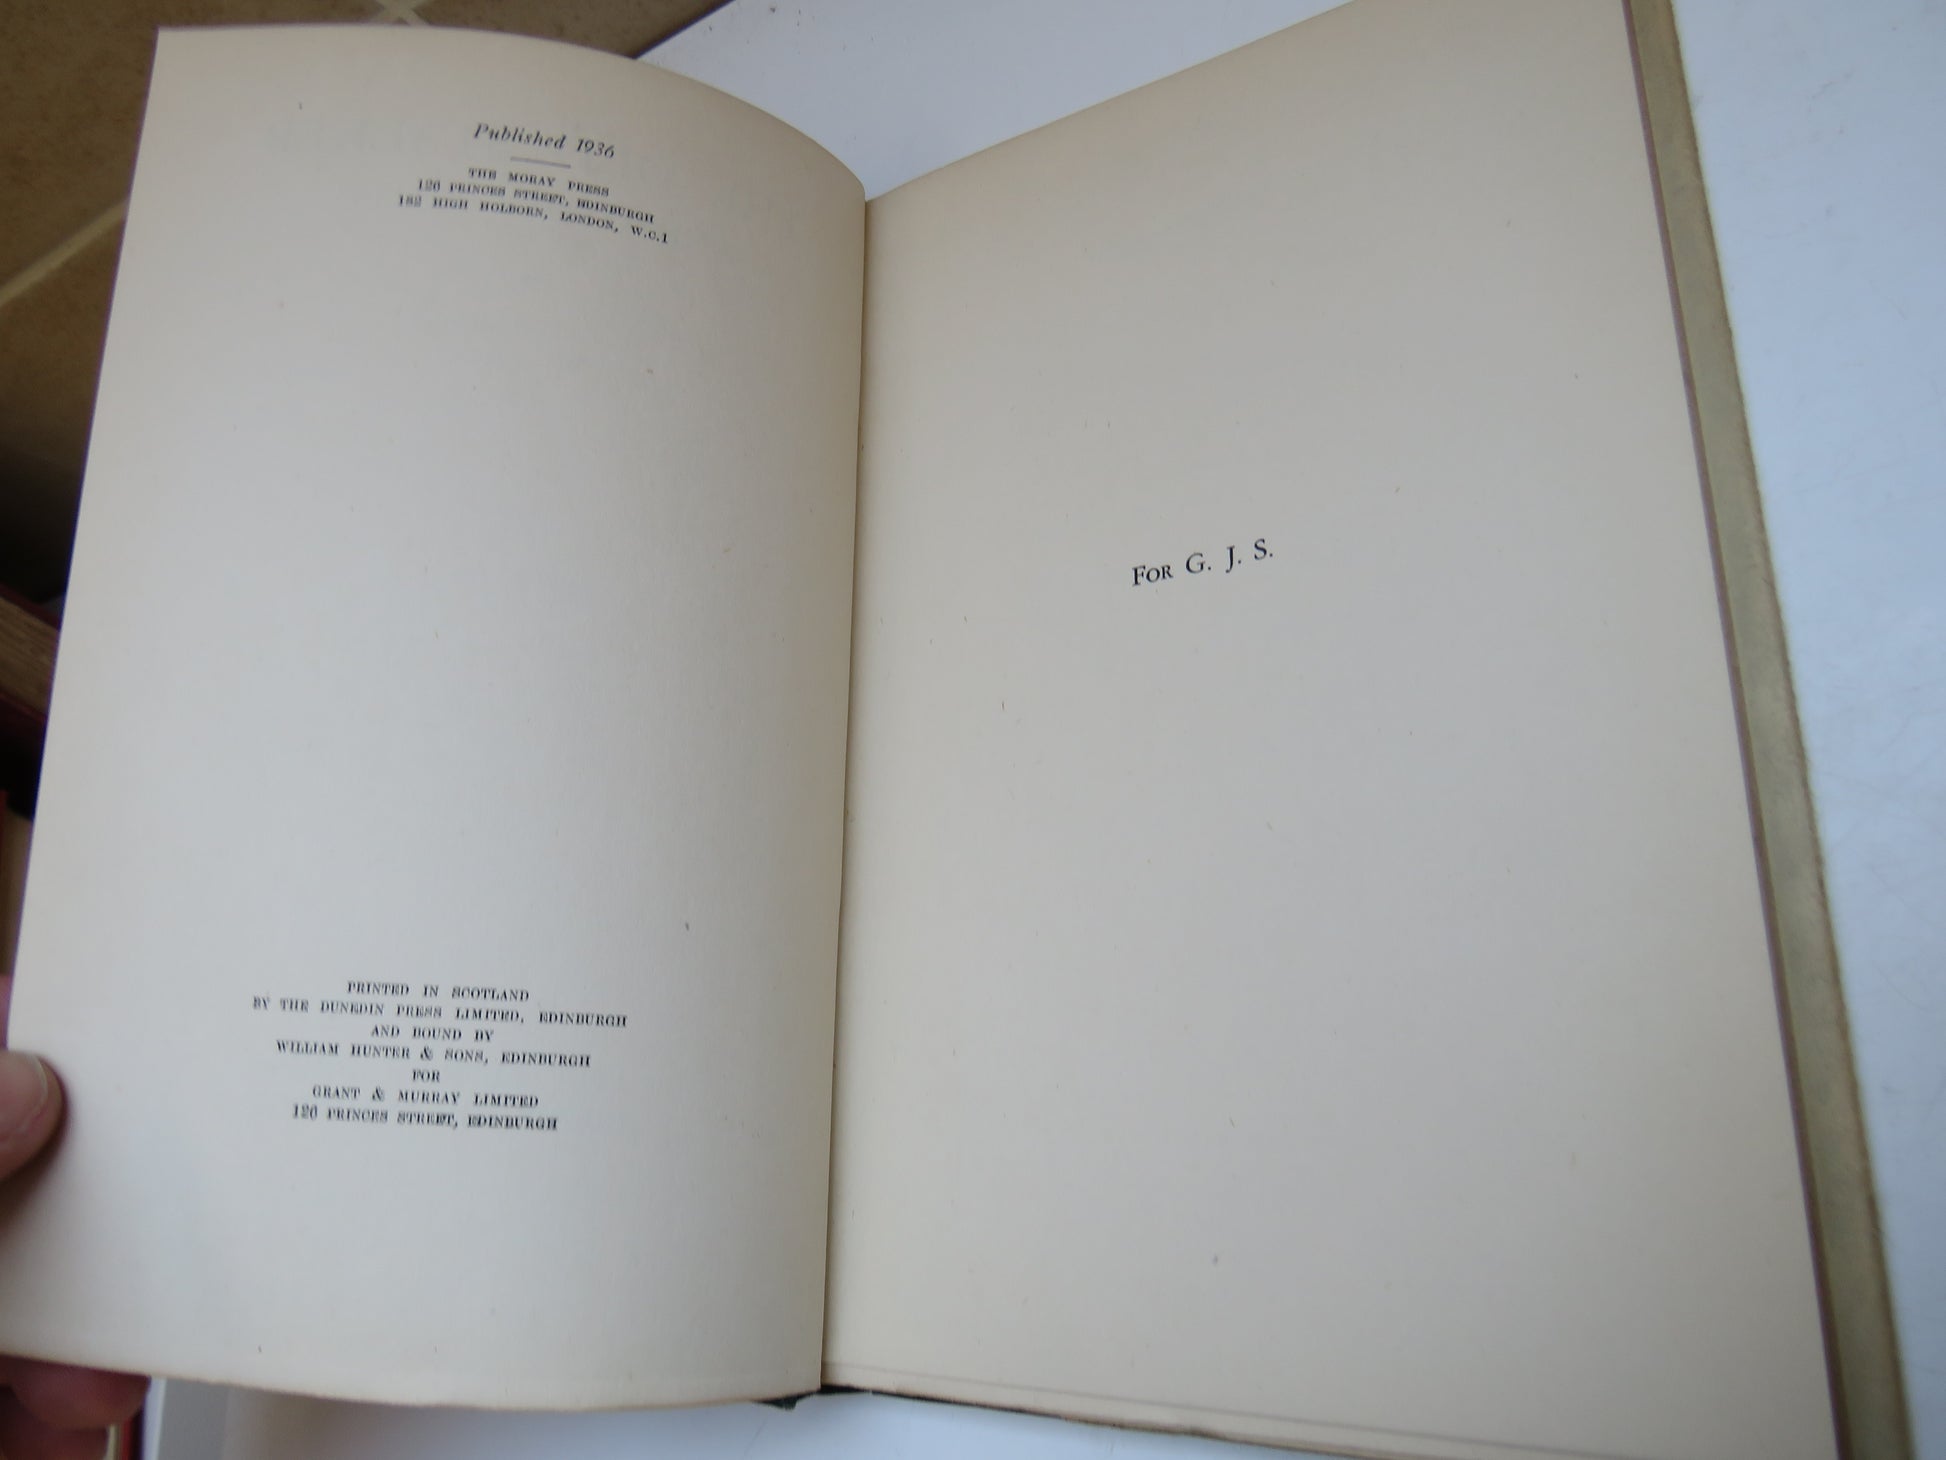 Published 1936
THE MORAY PRESS
126 PRINCES STREET, EDINBURGH
182 HIGH HOLBORN, LONDON, W.C.1
PRINTED IN SCOTLAND
BY THE DUNEDIN PRESS LIMITED, EDINBURGH
AND BOUND BY
WILLIAM HUNTER & SONS, EDINBURGH
FOR
GRANT & MURRAY LIMITED
126 PRINCES STREET, EDINBURGH
FOR G. J. S.